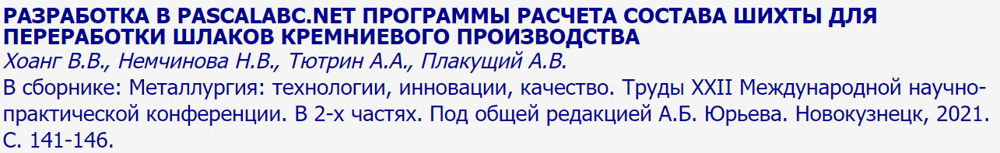 РАЗРАБОТКА В PASCALABC.NET ПРОГРАММЫ РАСЧЕТА СОСТАВА ШИХТЫ ДЛЯ
ПЕРЕРАБОТКИ ШЛАКОВ КРЕМНИЕВОГО ПРОИЗВОДСТВА
Хоанг В.В., Немчинова Н.В., Тютрин А.А., Плакущий А.В.
В сборнике: Металлургия: технологии, инновации, качество. Труды XXII Международной научно-
практической конференции. В 2-х частях. Под общей редакцией А.Б. Юрьева. Новокузнецк, 2021.
С. 141-146.